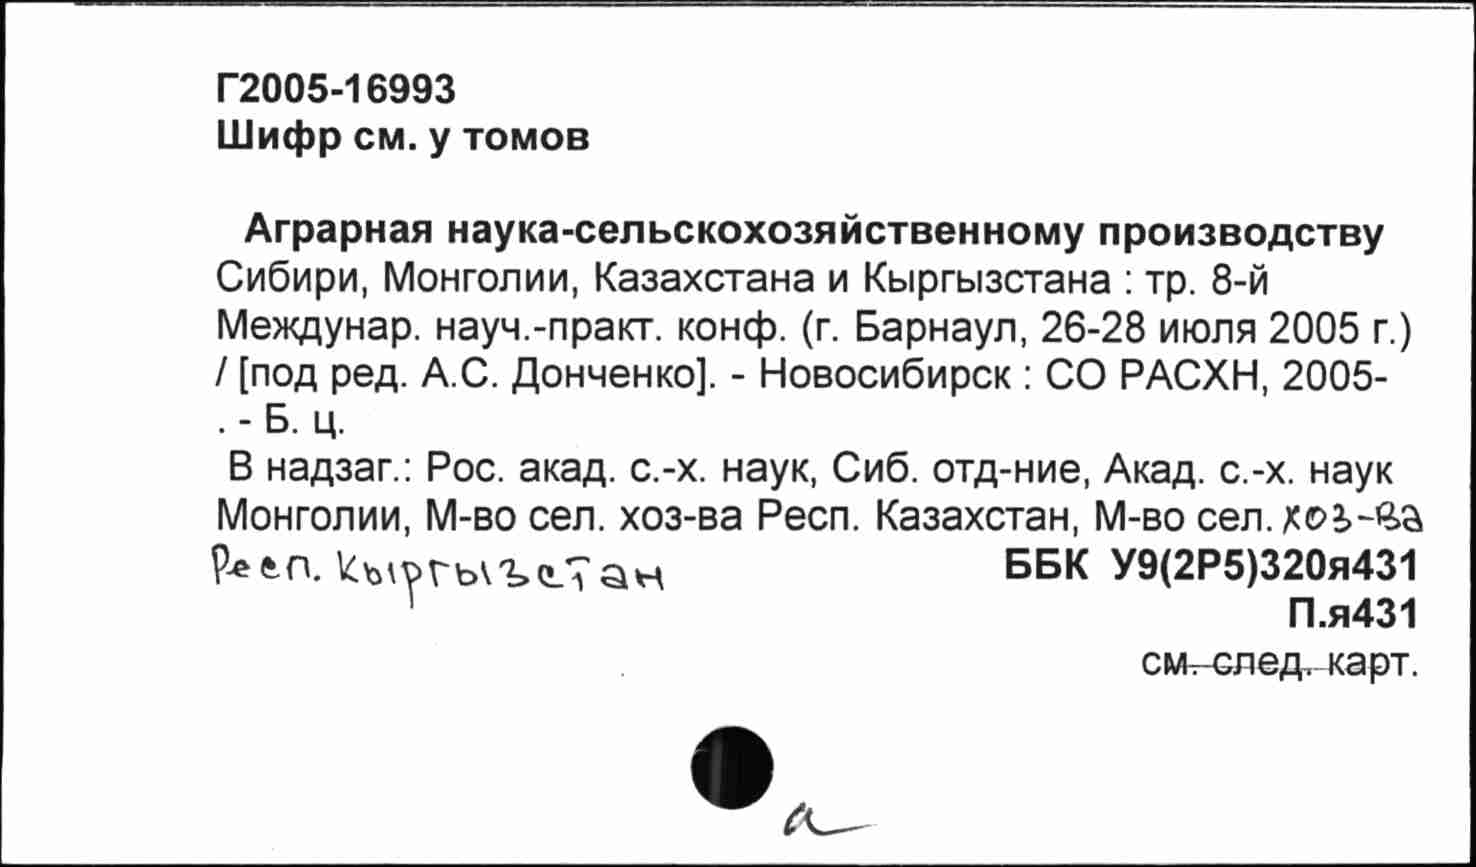 Г2005-16993
Шифр см. у томов
Аграрная наука-сельскохозяйственному производству
Сибири, Монголии, Казахстана и Кыргызстана : тр. 8-й
Междунар. науч.-практ. конф. (г. Барнаул, 26-28 июля 2005 г.)
/ [под ред. А.С. Донченко]. - Новосибирск : СО РАСХН, 2005-
. - Б. ц.
В надзаг.: Рос. акад. с.-х. наук, Сиб. отд-ние, Акад. с.-х. наук
Монголии, М-во сел. хоз-ва Респ. Казахстан, М-во сел. хоз-ва
Респ. Кыргызстан ББК У9(2Р5)320я431
П.я431
см. след. карт.
а